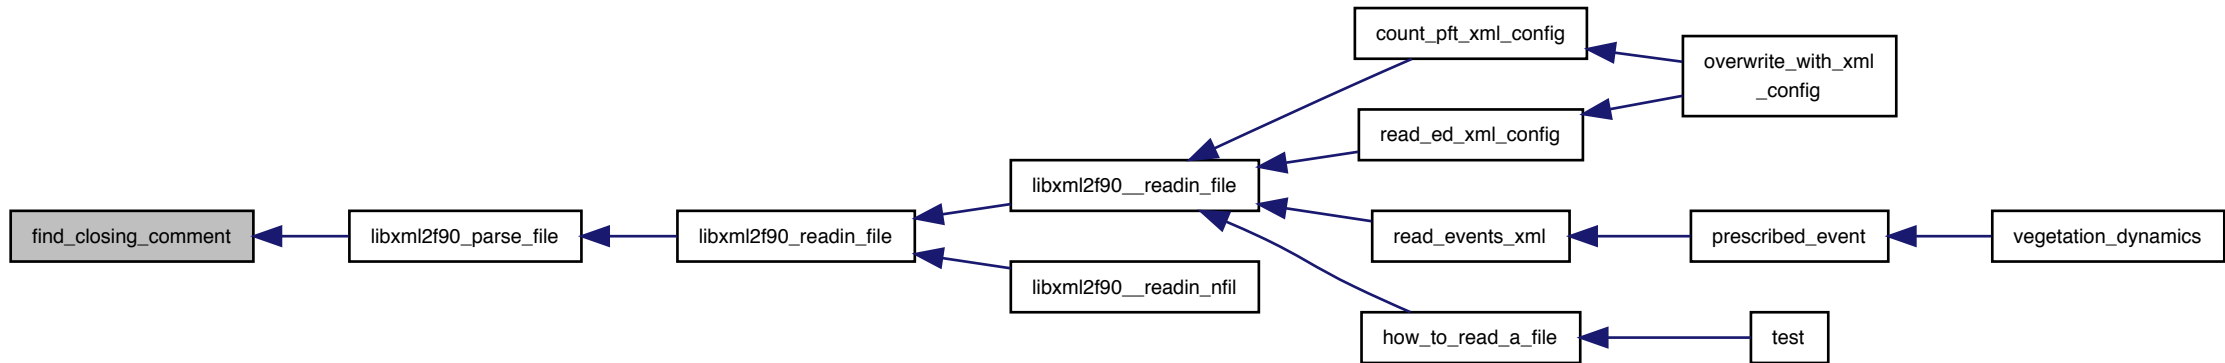 count_pft_xml_config
overwrite_with_xml
_config
read_ed_xml_config
libxml2f90__readin_file
find_closing_comment
libxml2f90_parse_file
libxml2f90_readin_file
read_events_xml
prescribed_event
vegetation_dynamics
libxml2f90__readin_nfil
how_to_read_a_file
test